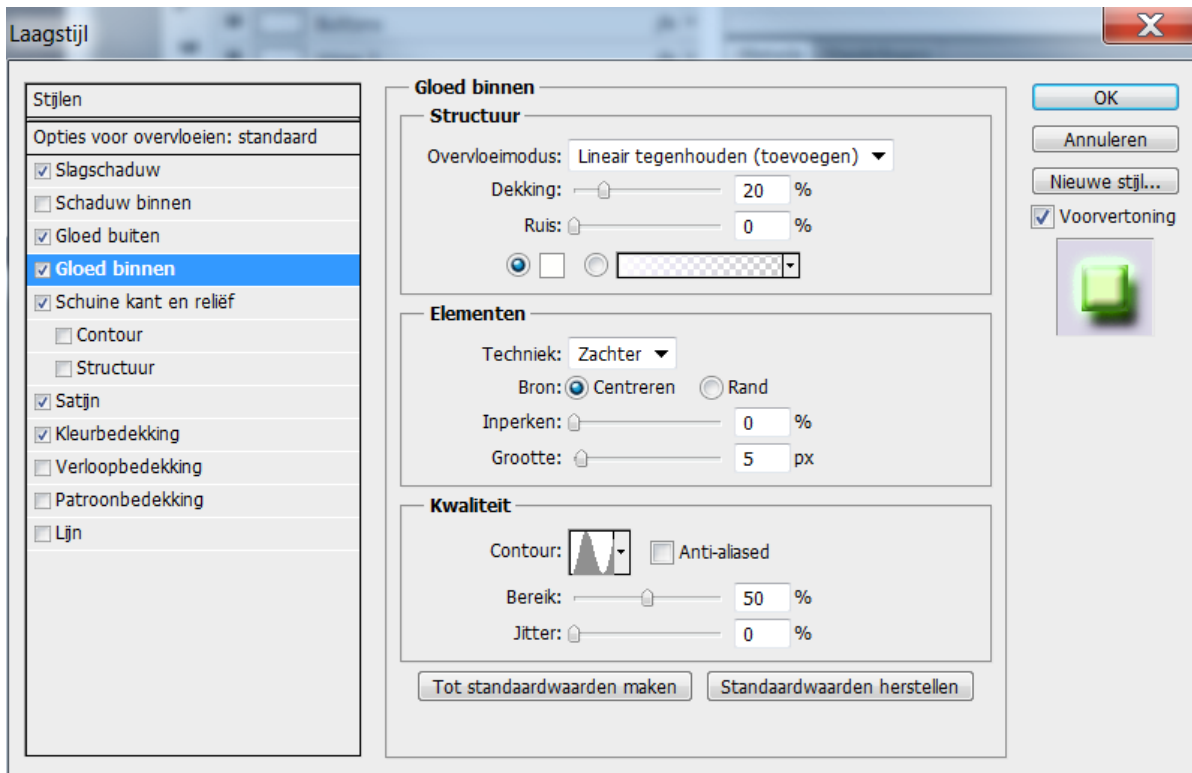 Laagstijl
Stijlen
Opties voor overvloeien: standaard
Slagschaduw
Schaduw binnen
Gloed buiten
Gloed binnen
Schuine kant en reliëf
Contour
Structuur
Satijn
Kleurbedekking
Verloopbedekking
Patroonbedekking
Lijn
Gloed binnen
Structuur
Overvloeimodus: Lineair tegenhouden (toevoegen)
Dekking: 20 %
Ruis: 0 %
Elementen
Techniek: Zachter
Bron: Centreren Rand
Inperken: 0 %
Grootte: 5 px
Kwaliteit
Contour: Anti-aliased
Bereik: 50 %
Jitter: 0 %
Tot standaardwaarden maken Standaardwaarden herstellen
OK
Annuleren
Nieuwe stijl...
Voorvertoning